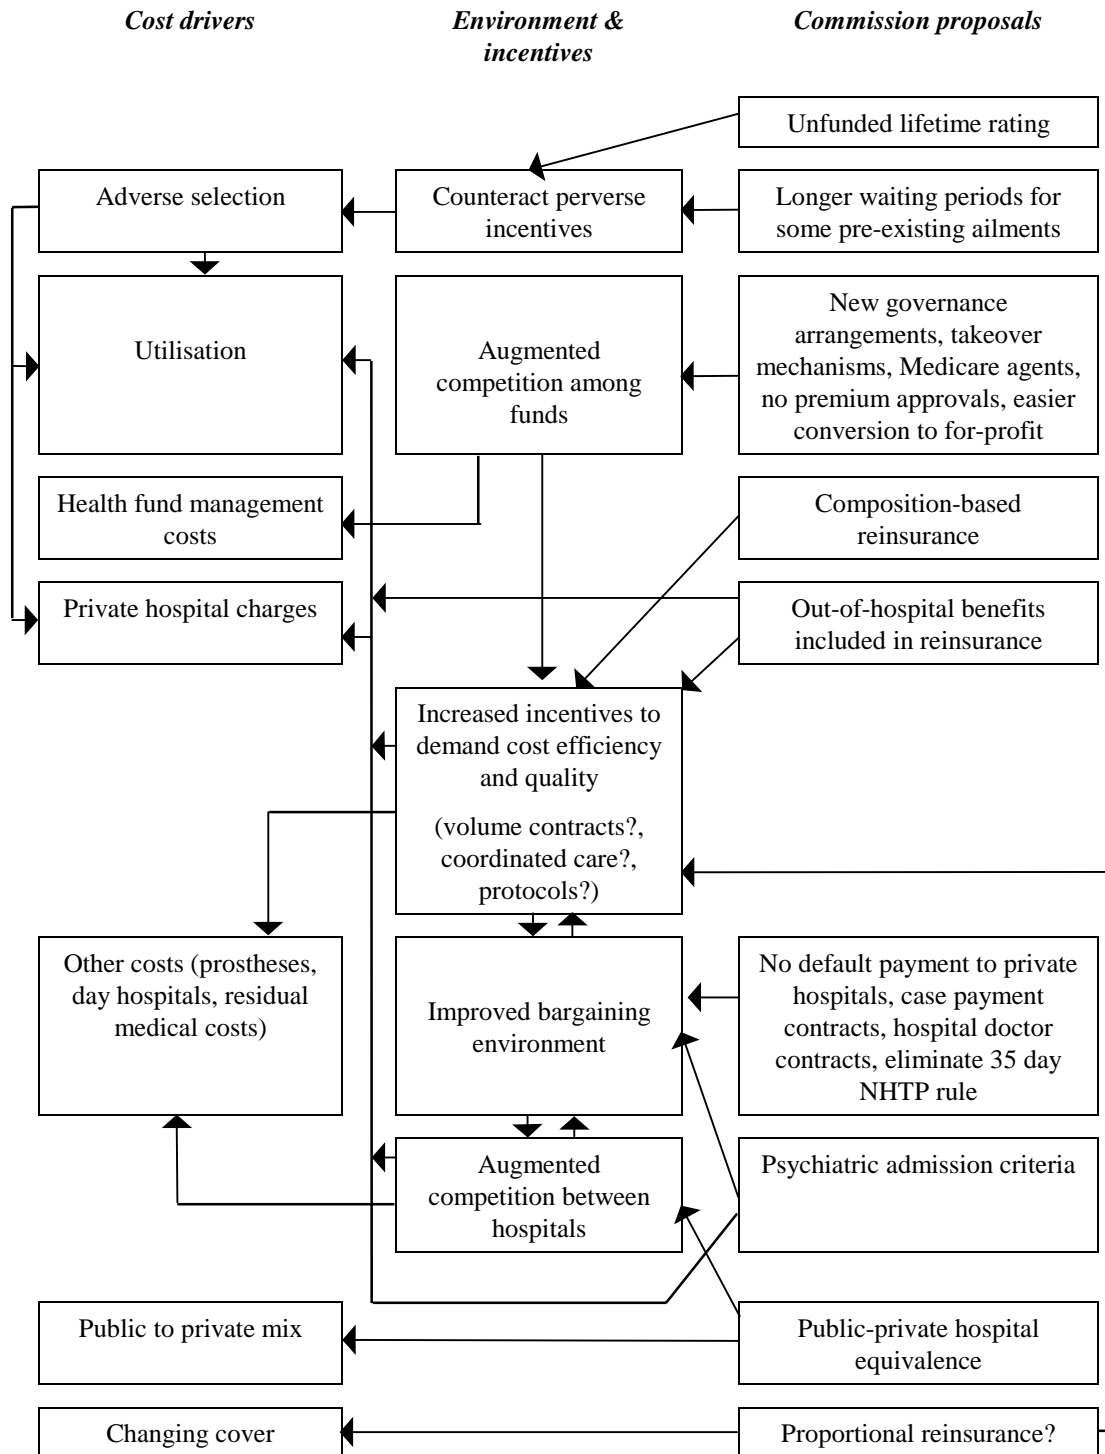 Cost drivers
Environment &
incentives
Commission proposals
Unfunded lifetime rating
Adverse selection
Counteract perverse
incentives
Longer waiting periods for
some pre-existing ailments
Utilisation
Augmented
competition among
funds
New governance
arrangements, takeover
mechanisms, Medicare agents,
no premium approvals, easier
conversion to for-profit
Health fund management
costs
Composition-based
reinsurance
Private hospital charges
Out-of-hospital benefits
included in reinsurance
Increased incentives to
demand cost efficiency
and quality
(volume contracts?,
coordinated care?,
protocols?)
Other costs (prostheses,
day hospitals, residual
medical costs)
Improved bargaining
environment
No default payment to private
hospitals, case payment
contracts, hospital doctor
contracts, eliminate 35 day
NHTP rule
Augmented
competition between
hospitals
Psychiatric admission criteria
Public to private mix
Public-private hospital
equivalence
Changing cover
Proportional reinsurance?